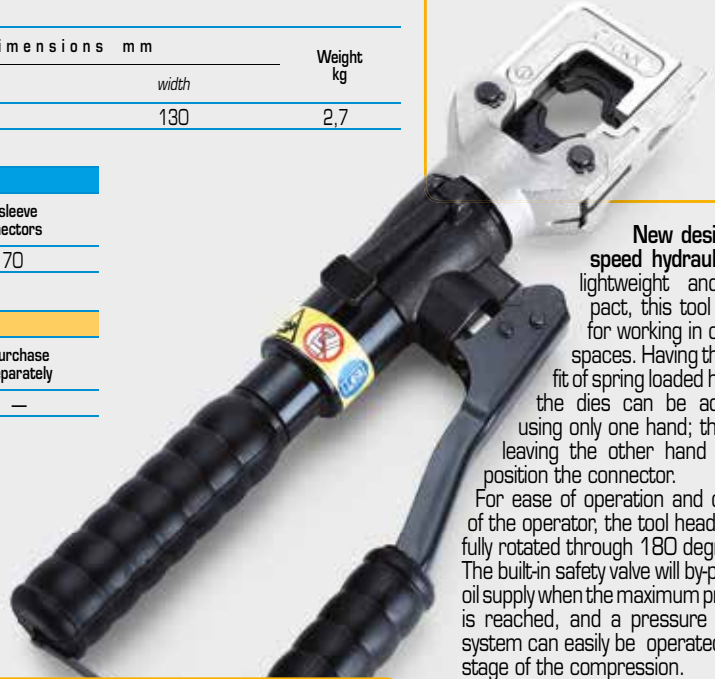 imensions mm
Weight
kg
width
130
2,7
sleeve
ectors
70
urchase
parately
—
New desi
speed hydraul
lightweight and
pact, this tool
for working in c
spaces. Having th
fit of spring loaded h
the dies can be ac
using only one hand; th
leaving the other hand
position the connector.
For ease of operation and c
of the operator, the tool head
fully rotated through 180 degr
The built-in safety valve will by-p
oil supply when the maximum pr
is reached, and a pressure
system can easily be operated
stage of the compression.